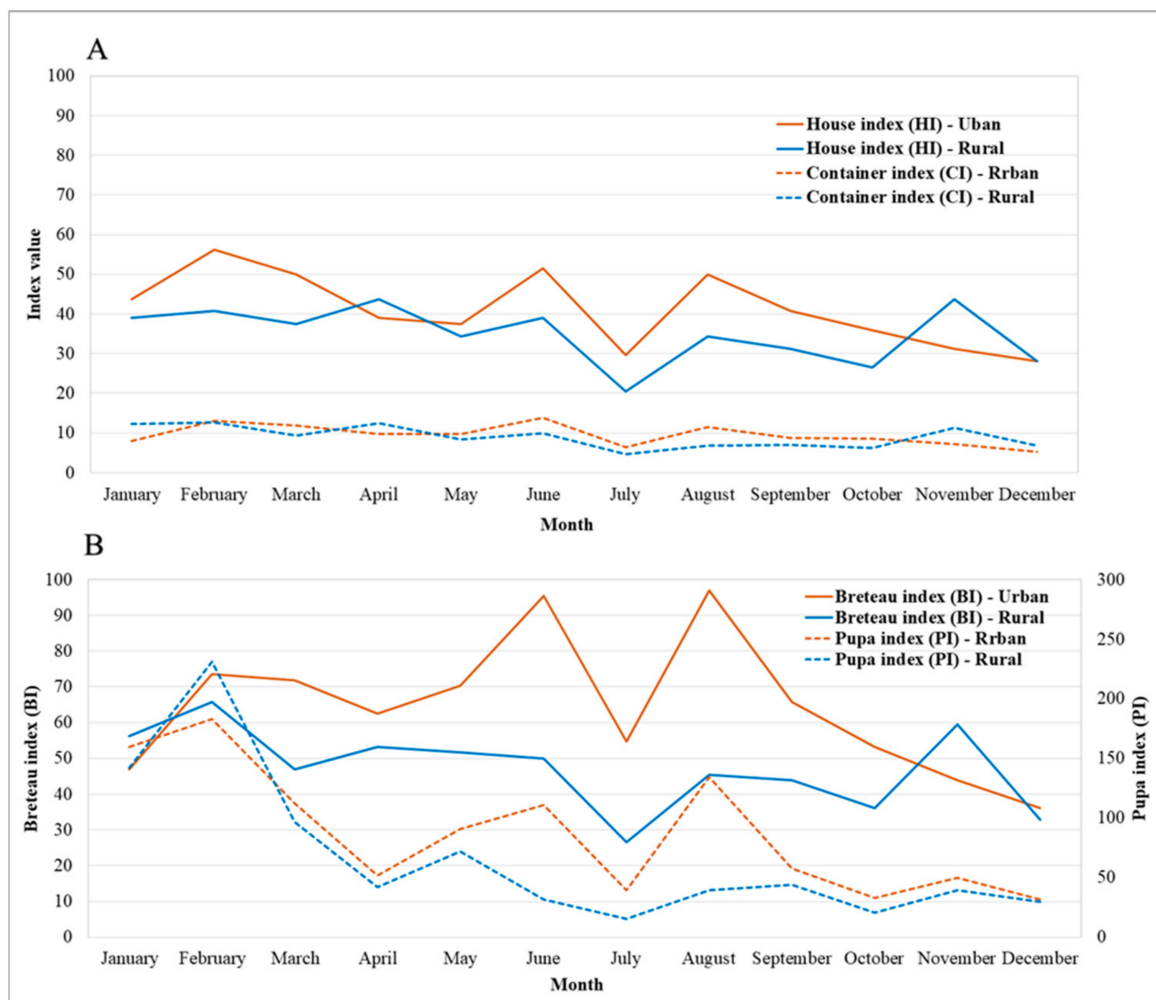 A
100
90
80
70
60
50
40
30
20
10
0
Index value
House index (HI) - Uban
House index (HI) - Rural
Container index (CI) - Rrban
Container index (CI) - Rural
January February March April May June July August September October November December
Month
B
100
90
80
70
60
50
40
30
20
10
0
Breteau index (BI)
Breteau index (BI) - Urban
Breteau index (BI) - Rural
Pupa index (PI) - Rrban
Pupa index (PI) - Rural
300
250
200
150
100
50
0
Pupa index (PI)
January February March April May June July August September October November December
Month